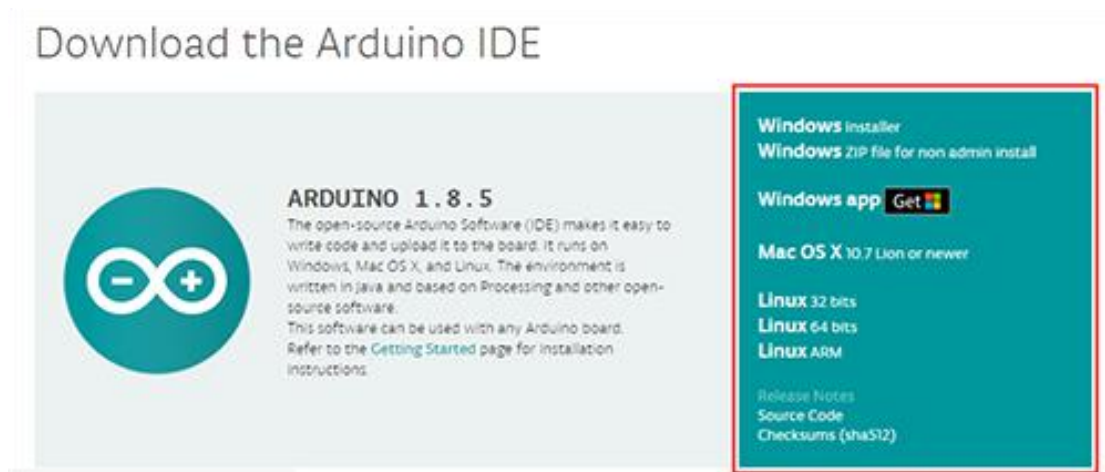 Download the Arduino IDE
ARDUINO 1.8.5
The open-source Arduino Software (IDE) makes it easy to
write code and upload it to the board. It runs on
Windows, Mac OS X, and Linux. The environment is
written in Java and based on Processing and other open-
source software.
This software can be used with any Arduino board.
Refer to the Getting Started page for Installation
Instructions.
Windows Installer
Windows ZIP file for non admin install
Windows app Get
Mac OS X 10.7 Lion or newer
Linux 32 bits
Linux 64 bits
Linux ARM
Release Notes
Source Code
Checksums (sha512)